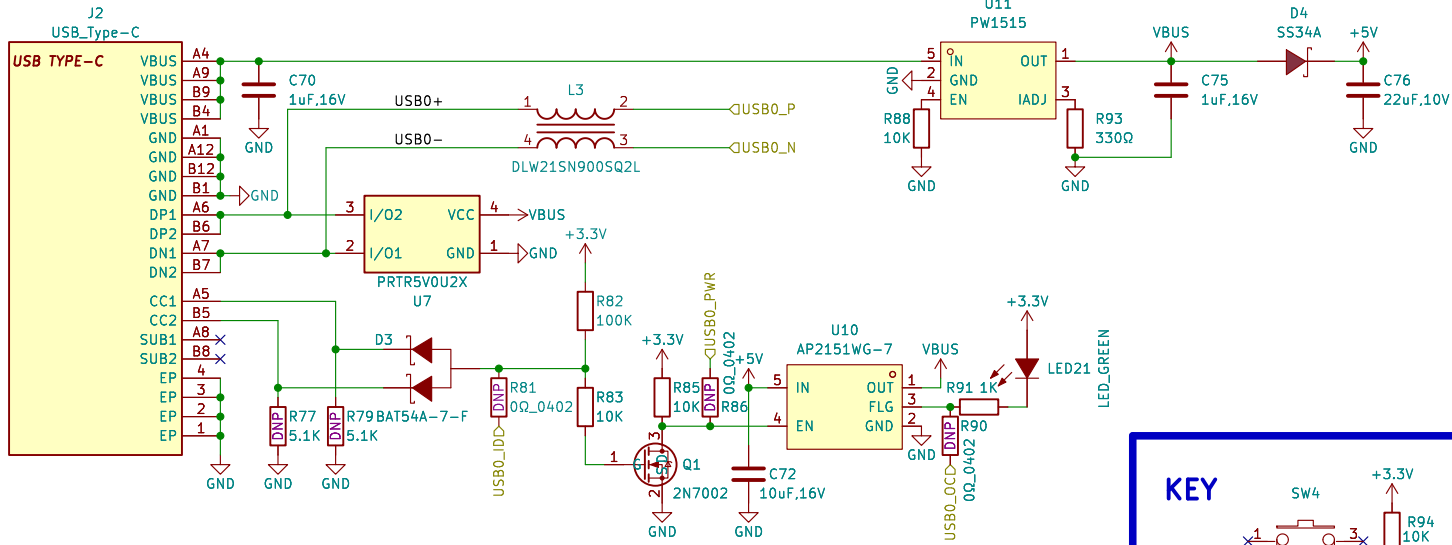 J2
USB_Type-C
USB TYPE-C
VBUS A4
VBUS A9
VBUS B9
VBUS B4
GND A1
GND A12
GND B12
GND B1
DP1 A6
DP2 B6
DN1 A7
DN2 B7
CC1 A5
CC2 B5
SUB1 A8
SUB2 B8
EP 4
EP 3
EP 2
EP 1
GND
GND
C70
1uF,16V
GND
USB0+
USB0-
L3
1 2
4 3
DLW21SN900SQ2L
USB0_P
USB0_N
3 I/O2 VCC 4
VBUS
2 I/O1 GND 1
GND
PRTR5V0U2X
U7
D3
BAT54A-7-F
DNP
R77
5.1K
GND
DNP
R79
5.1K
GND
DNP
R81
0Ω_0402
USB0_ID
+3.3V
R82
100K
R83
10K
+3.3V
R85
10K
USB0_PWR
DNP
R86
0Ω_0402
1
3
2
G
D
S
Q1
2N7002
GND
+5V
C72
10uF,16V
GND
U10
AP2151WG-7
5 IN OUT 1
FLG 3
4 EN GND 2
VBUS
GND
R91 1K
DNP
R90
0Ω_0402
USB0_OC
+3.3V
LED21
LED_GREEN
U11
PW1515
5 IN OUT 1
2 GND
4 EN IADJ 3
GND
R88
10K
GND
R93
330Ω
GND
VBUS
C75
1uF,16V
D4
SS34A
+5V
C76
22uF,10V
GND
KEY
SW4
1 3
+3.3V
R94
10K